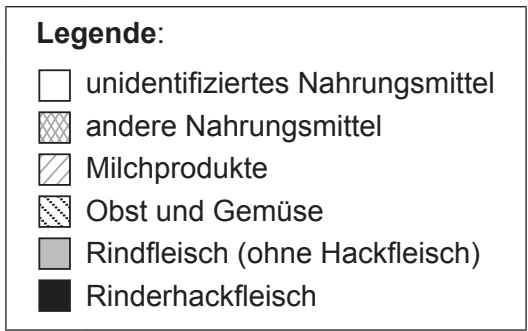 Legende:
unidentifiziertes Nahrungsmittel
andere Nahrungsmittel
Milchprodukte
Obst und Gemüse
Rindfleisch (ohne Hackfleisch)
Rinderhackfleisch